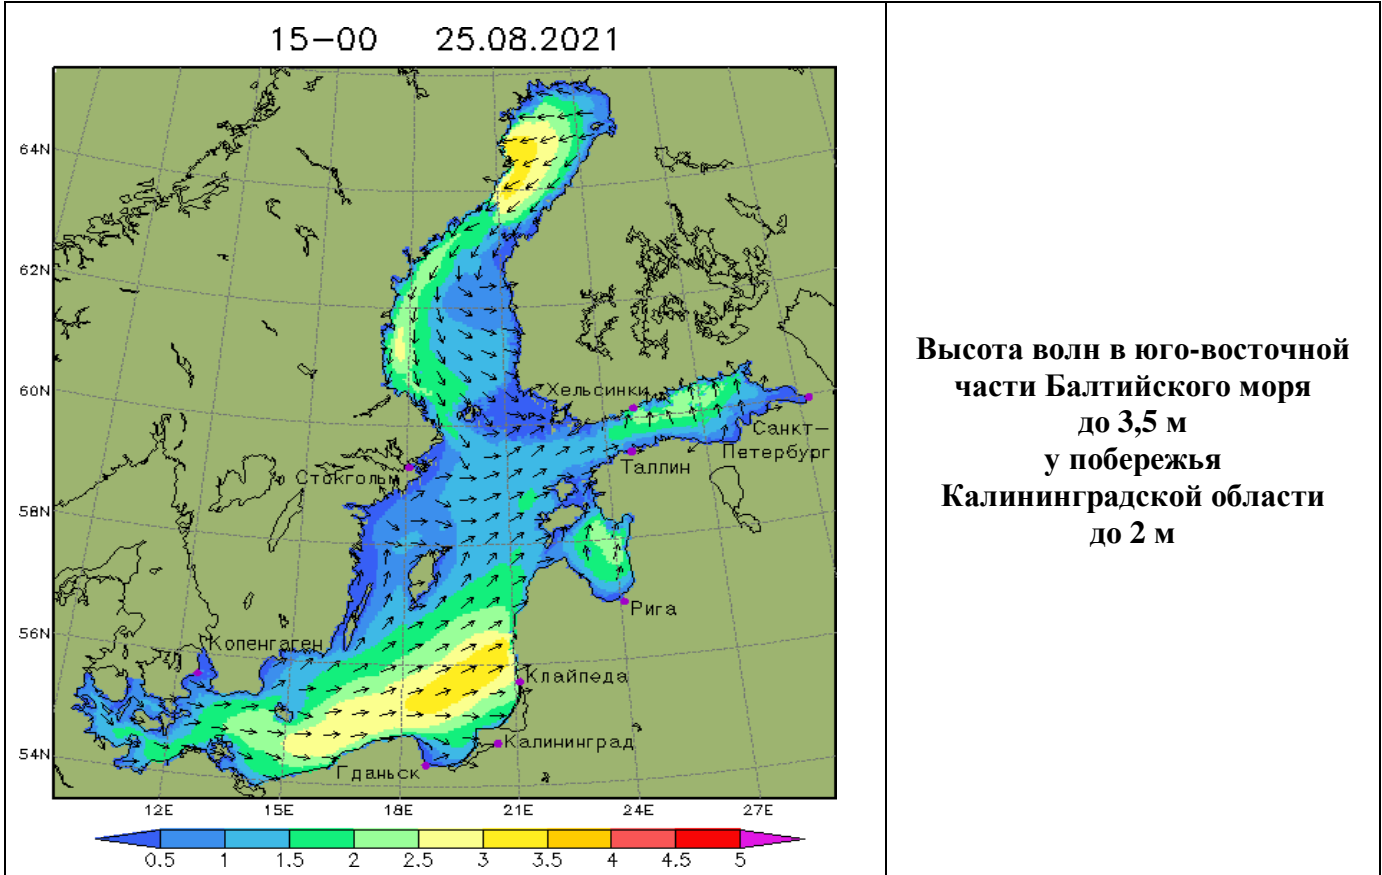 15-00 25.08.2021
64N
62N
60N
58N
56N
54N
Хельсинки
Санкт-
Петербург
Таллин
Стокгольм
Рига
Копенгаген
Клайпеда
Калининград
Гданьск
12E 15E 18E 21E 24E 27E
0.5 1 1.5 2 2.5 3 3.5 4 4.5 5
Высота волн в юго-восточной
части Балтийского моря
до 3,5 м
у побережья
Калининградской области
до 2 м